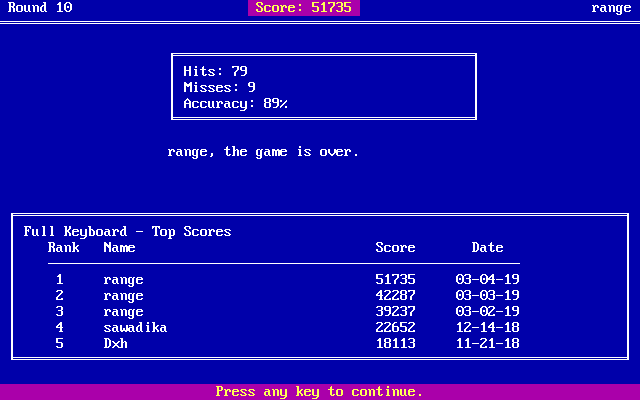 Round 10 Score: 51735 range
Hits: 79
Misses: 9
Accuracy: 89%
range, the game is over.
Full Keyboard - Top Scores
Rank Name Score Date
1 range 51735 03-04-19
2 range 42287 03-03-19
3 range 39237 03-02-19
4 sawadika 22652 12-14-18
5 Dxh 18113 11-21-18
Press any key to continue.